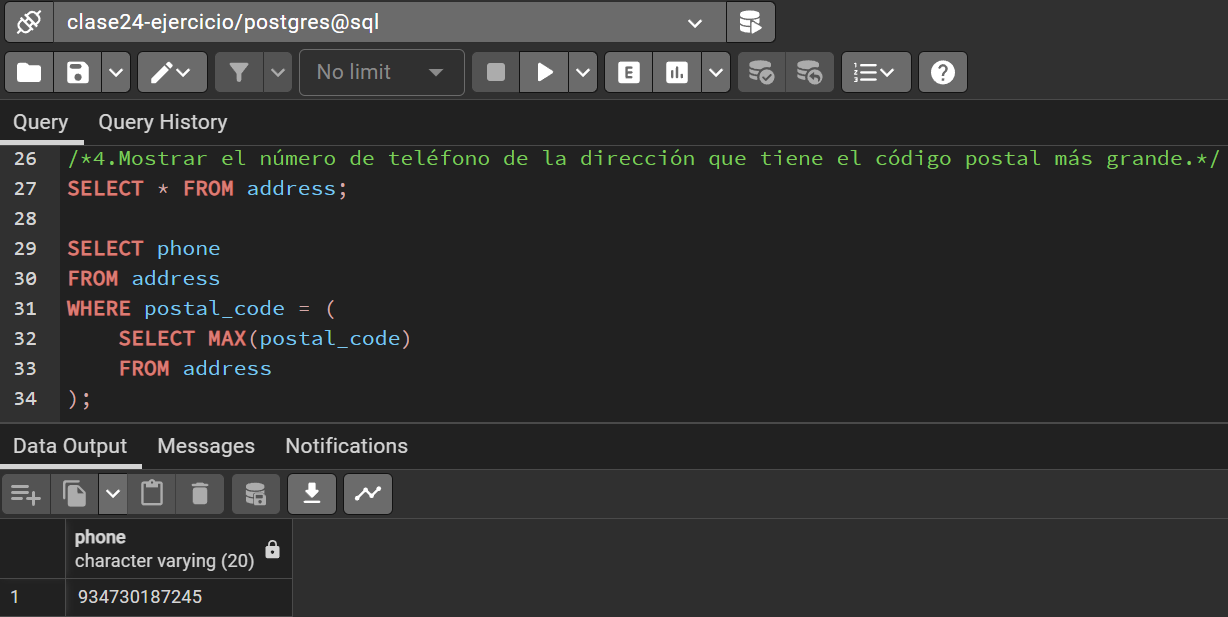 clase24-ejercicio/postgres@sql
No limit
E
Query Query History
26 /*4.Mostrar el número de teléfono de la dirección que tiene el código postal más grande.*/
27 SELECT * FROM address;
28
29 SELECT phone
30 FROM address
31 WHERE postal_code = (
32 SELECT MAX(postal_code)
33 FROM address
34 );
Data Output Messages Notifications
phone
character varying (20)
1 934730187245